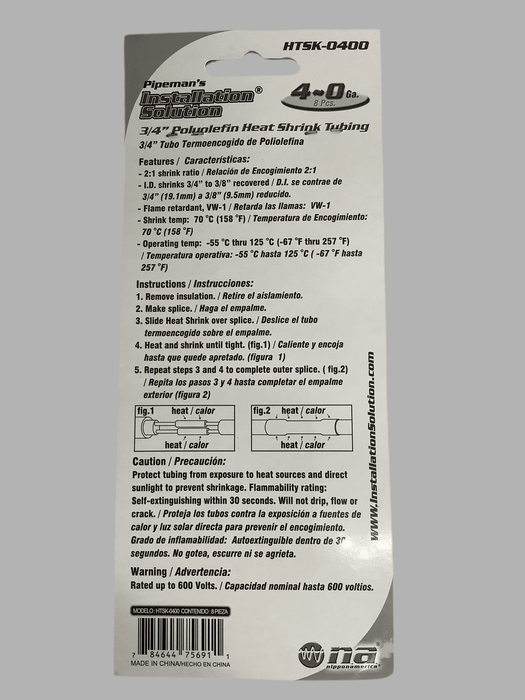 HTSK-0400
Pipeman's
Installation®
Solution
4~0 Ga.
8 Pcs.
3/4" Polyolefin Heat Shrink Tubing
3/4" Tubo Termoencogido de Poliolefina
Features / Características:
- 2:1 shrink ratio / Relación de Encogimiento 2:1
- I.D. shrinks 3/4" to 3/8" recovered / D.I. se contrae de
3/4" (19.1mm) a 3/8" (9.5mm) reducido.
- Flame retardant, VW-1 / Retarda las llamas: VW-1
- Shrink temp: 70 °C (158 °F) / Temperatura de Encogimiento:
70 °C (158 °F)
- Operating temp: -55 °C thru 125 °C (-67 °F thru 257 °F)
/ Temperatura operativa: -55 °C hasta 125 °C ( -67 °F hasta
257 °F)
Instructions / Instrucciones:
1. Remove insulation. / Retire el aislamiento.
2. Make splice. / Haga el empalme.
3. Slide Heat Shrink over splice. / Deslice el tubo
termoencogido sobre el empalme.
4. Heat and shrink until tight. (fig.1) / Caliente y encoja
hasta que quede apretado. (figura 1)
5. Repeat steps 3 and 4 to complete outer splice. ( fig.2)
/ Repita los pasos 3 y 4 hasta completar el empalme
exterior (figura 2)
fig.1 heat / calor
heat / calor
fig.2 heat / calor
heat / calor
www.InstallationSolution.com
Caution / Precaución:
Protect tubing from exposure to heat sources and direct
sunlight to prevent shrinkage. Flammability rating:
Self-extinguishing within 30 seconds. Will not drip, flow or
crack. / Proteja los tubos contra la exposición a fuentes de
calor y luz solar directa para prevenir el encogimiento.
Grado de inflamabilidad: Autoextinguible dentro de 30
segundos. No gotea, escurre ni se agrieta.
Warning / Advertencia:
Rated up to 600 Volts. / Capacidad nominal hasta 600 voltios.
MODELO: HTSK-0400 CONTENIDO: 8 PIEZA
7 84644 75691 1
MADE IN CHINA/HECHO EN CHINA
na
nipponamerica®